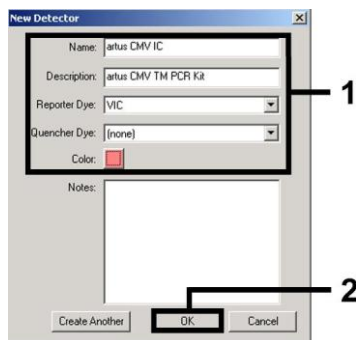 New Detector
Name: artus CMV IC
Description: artus CMV TM PCR Kit
Reporter Dye: VIC
Quencher Dye: (none)
Color:
Notes:
Create Another OK Cancel
1
2